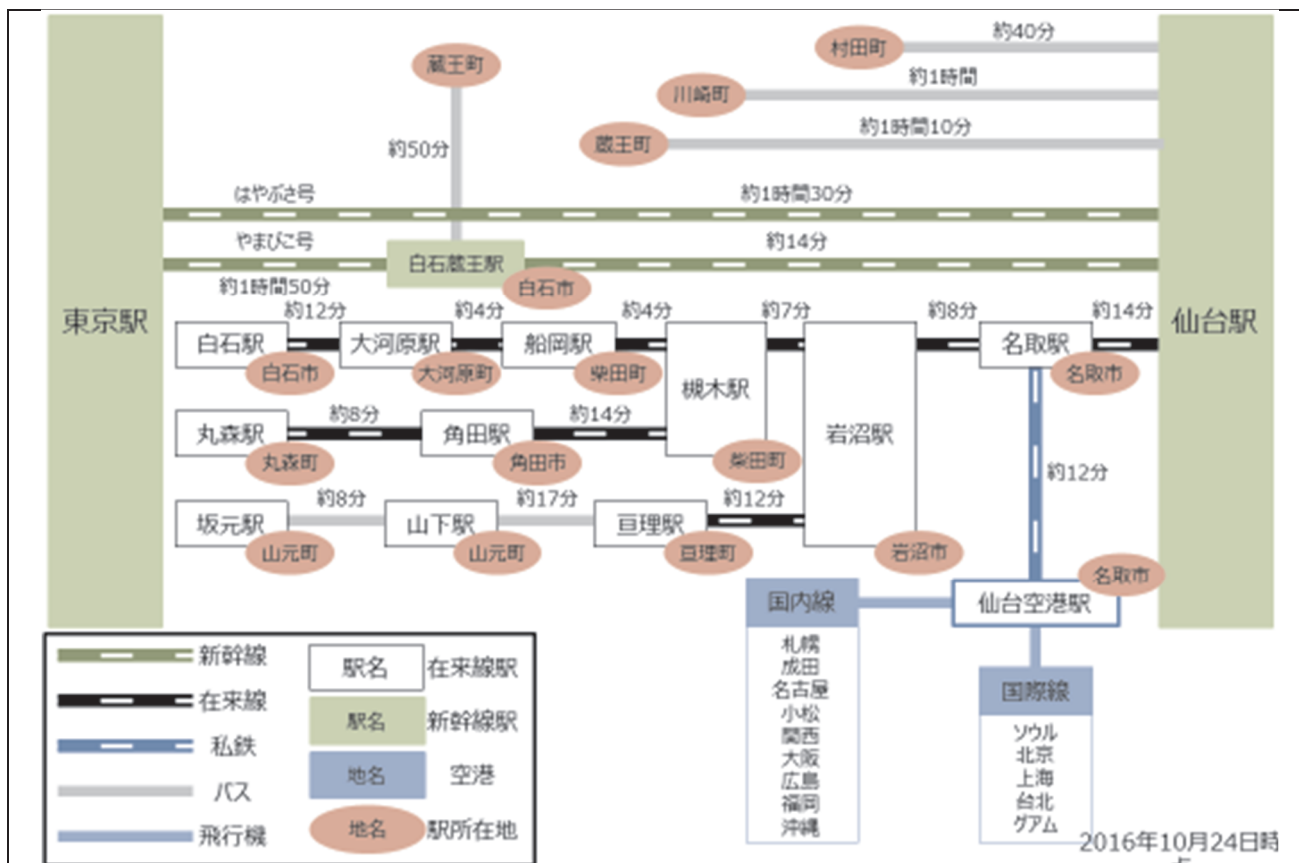 村田町
約40分
川崎町
約1時間
蔵王町
約1時間10分
蔵王町
約50分
はやぶさ号
約1時間30分
やまびこ号
約14分
白石蔵王駅
白石市
約1時間50分
東京駅
仙台駅
約12分
約4分
約4分
約7分
約8分
約14分
白石駅
大河原駅
船岡駅
槻木駅
岩沼駅
名取駅
白石市
大河原町
柴田町
名取市
約8分
約14分
丸森駅
角田駅
丸森町
角田市
柴田町
約12分
約8分
約17分
約12分
坂元駅
山下駅
亘理駅
山元町
山元町
亘理町
岩沼市
名取市
仙台空港駅
国内線
札幌
成田
名古屋
小松
関西
大阪
広島
福岡
沖縄
国際線
ソウル
北京
上海
台北
グアム
新幹線
在来線
私鉄
バス
飛行機
駅名
在来線駅
駅名
新幹線駅
地名
空港
地名
駅所在地
2016年10月24日時